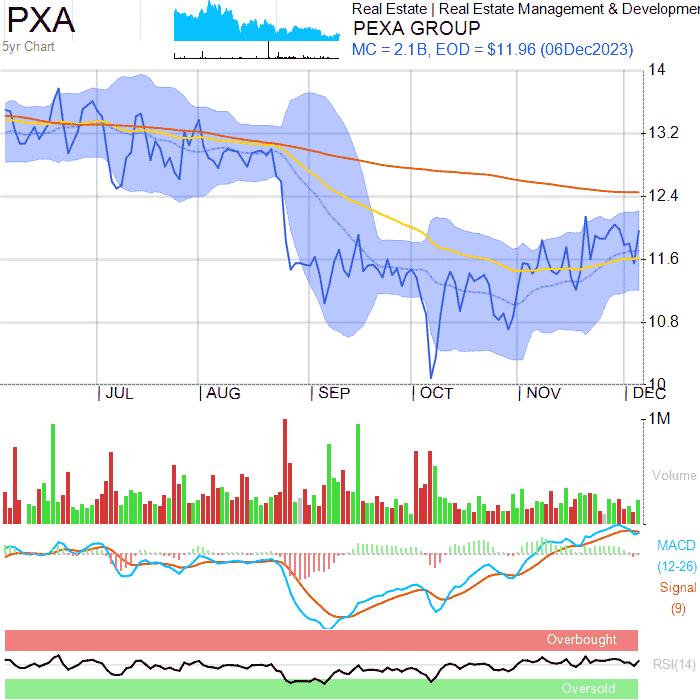 PXA
5yr Chart
Real Estate | Real Estate Management & Developmen
PEXA GROUP
MC = 2.1B, EOD = $11.96 (06Dec2023)
14
13.2
12.4
11.6
10.8
10
JUL
AUG
SEP
OCT
NOV
DEC
1M
Volume
MACD
(12-26)
Signal
(9)
Overbought
RSI(14)
Oversold